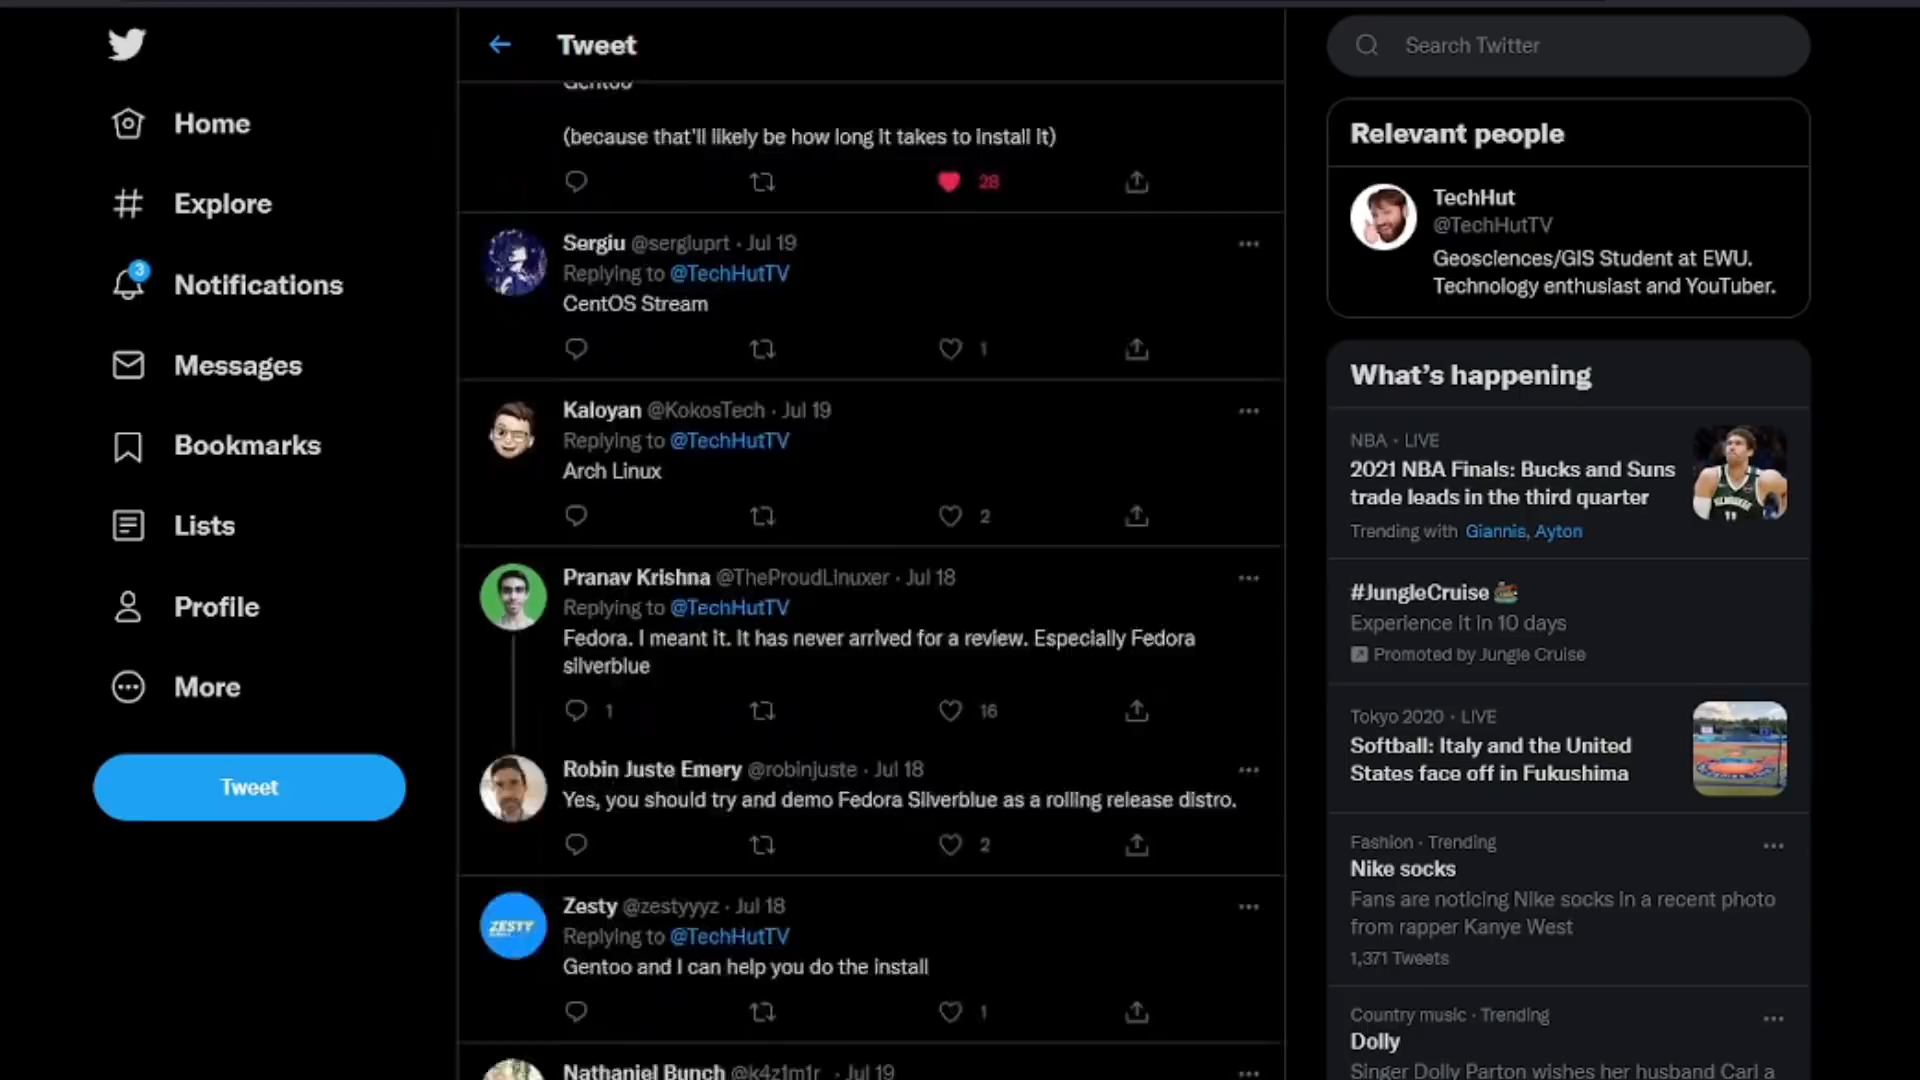 Home
Explore
3
Notifications
Messages
Bookmarks
Lists
Profile
More
Tweet
Tweet
Gentoo
(because that'll likely be how long it takes to install it)
28
Sergiu @sergiuprt · Jul 19
Replying to @TechHutTV
CentOS Stream
1
Kaloyan @KokosTech · Jul 19
Replying to @TechHutTV
Arch Linux
2
Pranav Krishna @TheProudLinuxer · Jul 18
Replying to @TechHutTV
Fedora. I meant it. It has never arrived for a review. Especially Fedora
silverblue
1 16
Robin Juste Emery @robinjuste · Jul 18
Yes, you should try and demo Fedora Silverblue as a rolling release distro.
2
Zesty @zestyyyz · Jul 18
ZESTY
Replying to @TechHutTV
Gentoo and I can help you do the install
1
Nathaniel Bunch @k4z1m1r · Jul 19
Search Twitter
Relevant people
TechHut
@TechHutTV
Geosciences/GIS Student at EWU.
Technology enthusiast and YouTuber.
What's happening
NBA · LIVE
2021 NBA Finals: Bucks and Suns
trade leads in the third quarter
Trending with Giannis, Ayton
#JungleCruise
Experience it in 10 days
Promoted by Jungle Cruise
Tokyo 2020 · LIVE
Softball: Italy and the United
States face off in Fukushima
Fashion · Trending
Nike socks
Fans are noticing Nike socks in a recent photo
from rapper Kanye West
1,371 Tweets
Country music · Trending
Dolly
Singer Dolly Parton wishes her husband Carl a